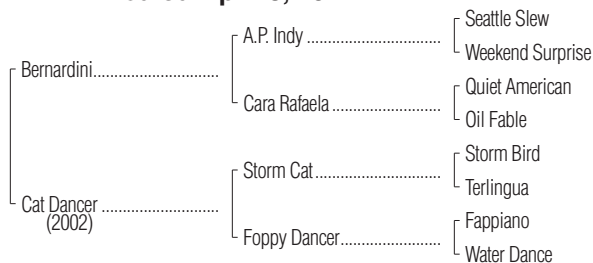 Seattle Slew
A.P. Indy
Weekend Surprise
Bernardini
Quiet American
Cara Rafaela
Oil Fable
Storm Bird
Storm Cat
Terlingua
Cat Dancer
(2002)
Fappiano
Foppy Dancer
Water Dance